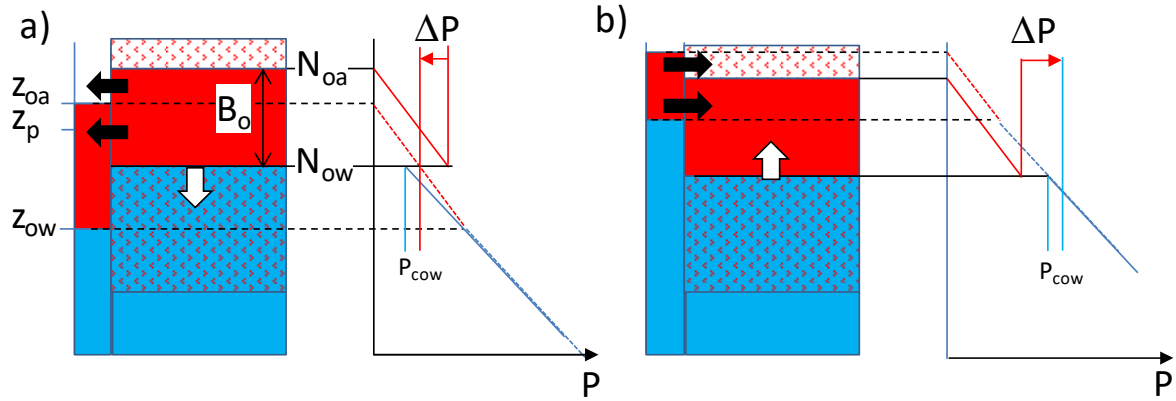 a)
ΔP
z_oa
z_p
z_ow
N_oa
B_o
N_ow
P_cow
P
b)
ΔP
P_cow
P